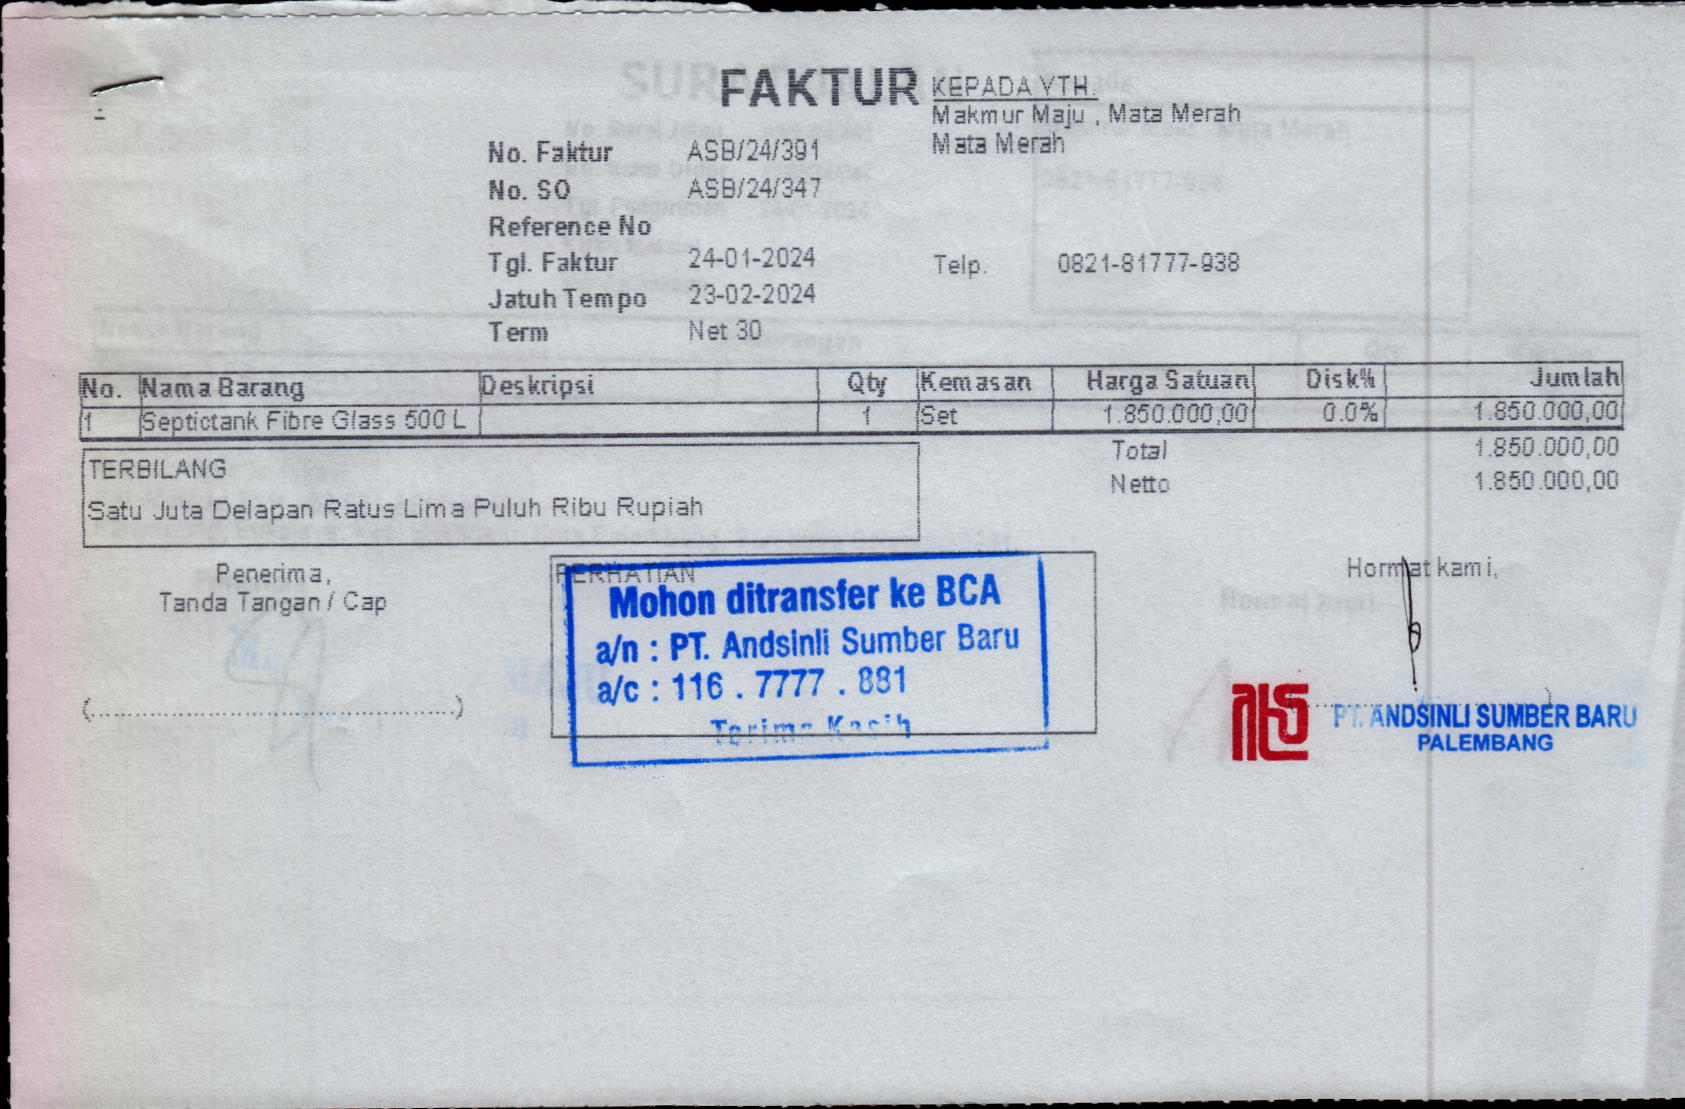 FAKTUR
KEPADA YTH.
Makmur Maju , Mata Merah
Mata Merah
No. Faktur ASB/24/391
No. SO ASB/24/347
Reference No
Tgl. Faktur 24-01-2024
Telp. 0821-81777-938
Jatuh Tempo 23-02-2024
Term Net 30
No. Nama Barang Deskripsi Qty Kemasan Harga Satuan Disk% Jumlah
1 Septictank Fibre Glass 500 L 1 Set 1.850.000,00 0.0% 1.850.000,00
Total 1.850.000,00
Netto 1.850.000,00
TERBILANG
Satu Juta Delapan Ratus Lima Puluh Ribu Rupiah
Penerima,
Tanda Tangan / Cap
(.......................................................)
PERHATIAN
Mohon ditransfer ke BCA
a/n : PT. Andsinli Sumber Baru
a/c : 116 . 7777 . 881
Terima Kasih
Hormat kami,
PT. ANDSINLI SUMBER BARU
PALEMBANG